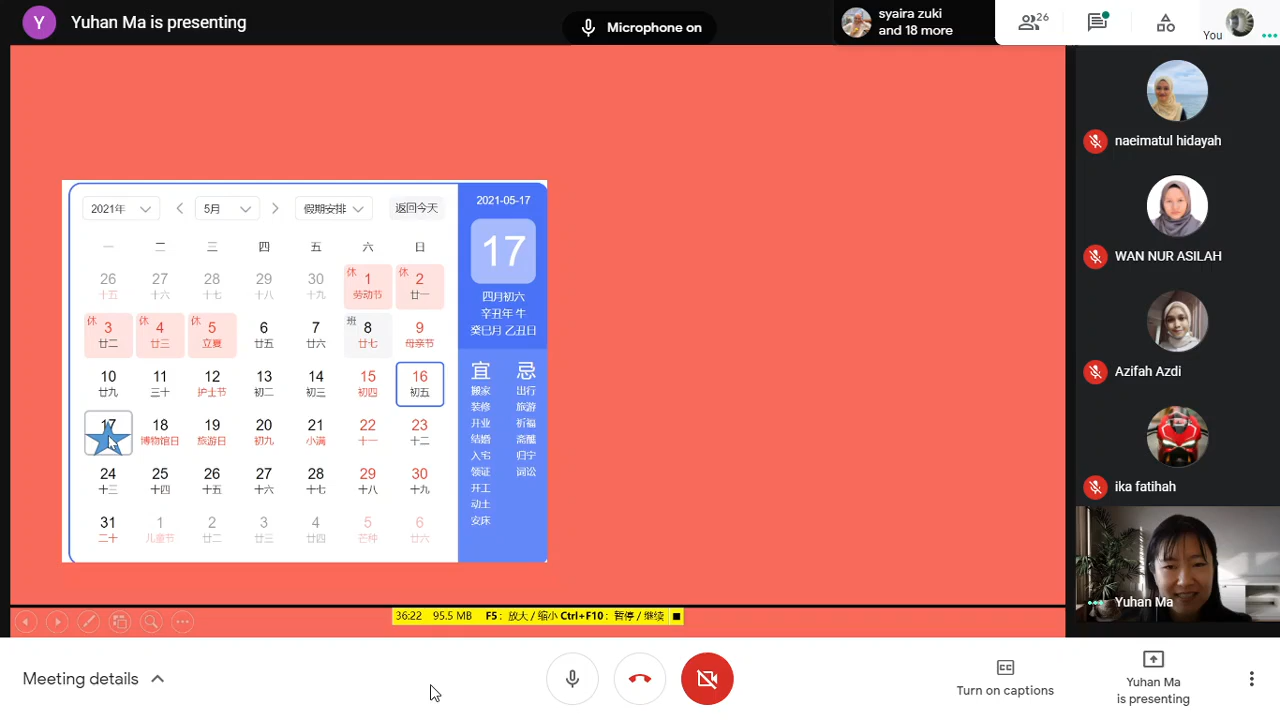 Y
Yuhan Ma is presenting
Microphone on
syaira zuki
and 18 more
26
You
naeimatul hidayah
WAN NUR ASILAH
Azifah Azdi
ika fatihah
Yuhan Ma
2021年 5月 假期安排 返回今天
一 二 三 四 五 六 日
26 27 28 29 30 休 1 休 2
十五 十六 十七 十八 十九 劳动节 廿一
休 3 休 4 休 5 6 7 班 8 9
廿二 廿三 立夏 廿五 廿六 廿七 母亲节
10 11 12 13 14 15 16
廿九 三十 护士节 初二 初三 初四 初五
17 18 19 20 21 22 23
博物馆日 旅游日 初九 小满 十一 十二
24 25 26 27 28 29 30
十三 十四 十五 十六 十七 十八 十九
31 1 2 3 4 5 6
二十 儿童节 廿二 廿三 廿四 芒种 廿六
2021-05-17
17
四月初六
辛丑年 牛
癸巳月 乙丑日
宜 忌
搬家 出行
装修 旅游
开业 祈福
结婚 斋醮
入宅 归宁
领证 词讼
开工
动土
安床
36:22 95.5 MB F5：放大 / 缩小 Ctrl+F10：暂停 / 继续
Meeting details
Turn on captions
Yuhan Ma
is presenting